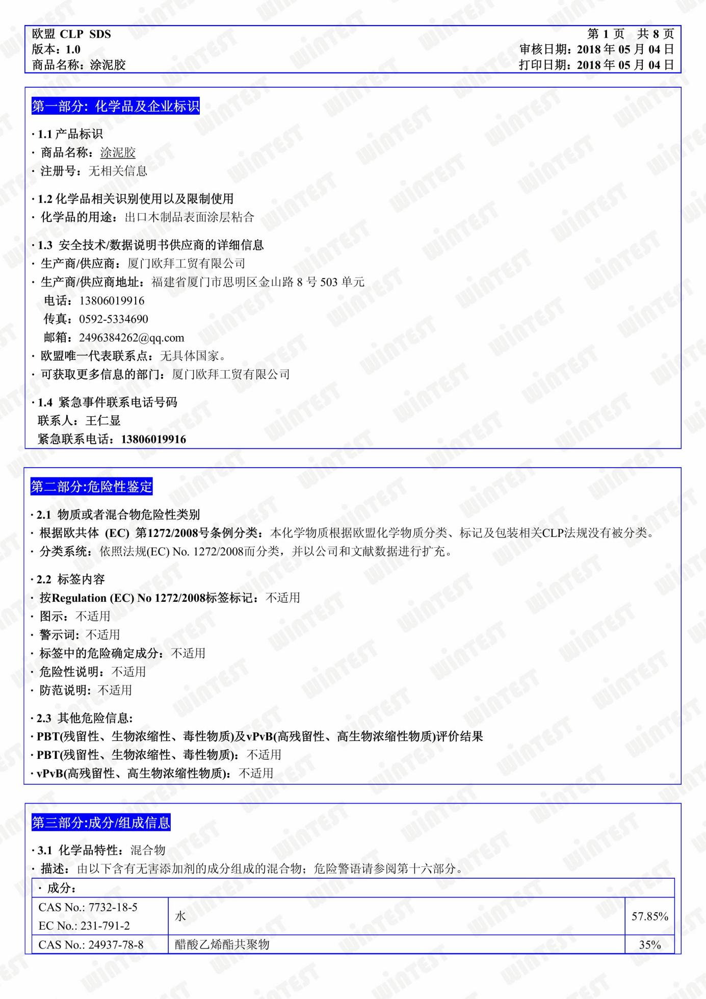 欧盟 CLP SDS
第 1 页 共 8 页
版本：1.0
审核日期：2018 年 05 月 04 日
商品名称：涂泥胶
打印日期：2018 年 05 月 04 日
第一部分: 化学品及企业标识
· 1.1 产品标识
· 商品名称：涂泥胶
· 注册号：无相关信息
· 1.2 化学品相关识别使用以及限制使用
· 化学品的用途：出口木制品表面涂层粘合
· 1.3 安全技术/数据说明书供应商的详细信息
· 生产商/供应商：厦门欧拜工贸有限公司
· 生产商/供应商地址：福建省厦门市思明区金山路 8 号 503 单元
电话：13806019916
传真：0592-5334690
邮箱：2496384262@qq.com
· 欧盟唯一代表联系点：无具体国家。
· 可获取更多信息的部门：厦门欧拜工贸有限公司
· 1.4 紧急事件联系电话号码
联系人：王仁显
紧急联系电话：13806019916
第二部分:危险性鉴定
· 2.1 物质或者混合物危险性类别
· 根据欧共体 (EC) 第1272/2008号条例分类：本化学物质根据欧盟化学物质分类、标记及包装相关CLP法规没有被分类。
· 分类系统：依照法规(EC) No. 1272/2008而分类，并以公司和文献数据进行扩充。
· 2.2 标签内容
· 按Regulation (EC) No 1272/2008标签标记：不适用
· 图示：不适用
· 警示词: 不适用
· 标签中的危险确定成分：不适用
· 危险性说明：不适用
· 防范说明: 不适用
· 2.3 其他危险信息:
· PBT(残留性、生物浓缩性、毒性物质)及vPvB(高残留性、高生物浓缩性物质)评价结果
· PBT(残留性、生物浓缩性、毒性物质)：不适用
· vPvB(高残留性、高生物浓缩性物质)：不适用
第三部分:成分/组成信息
· 3.1 化学品特性：混合物
· 描述：由以下含有无害添加剂的成分组成的混合物；危险警语请参阅第十六部分。
· 成分：
CAS No.: 7732-18-5
EC No.: 231-791-2
水
57.85%
CAS No.: 24937-78-8
醋酸乙烯酯共聚物
35%
WINTEST